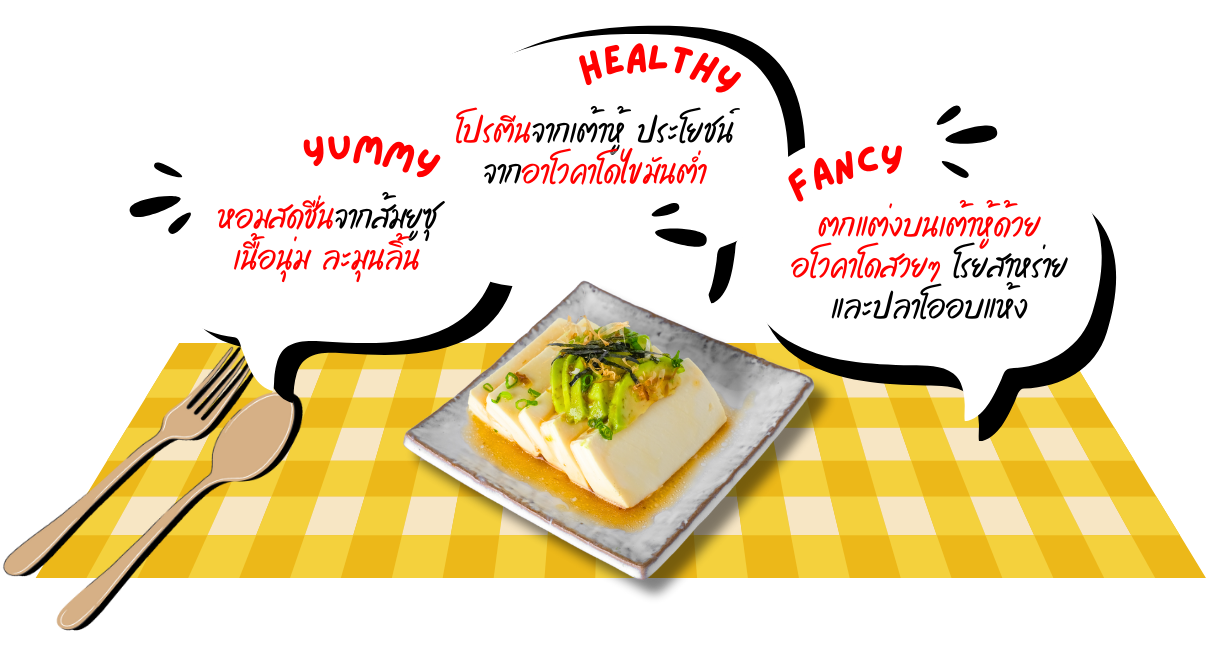 HEALTHY
โปรตีนจากเต้าหู้ ประโยชน์
จากอาโวคาโดไขมันต่ำ
YUMMY
หอมสดชื่นจากส้มยูซุ
เนื้อนุ่ม ละมุนลิ้น
FANCY
ตกแต่งบนเต้าหู้ด้วย
อโวคาโดสวยๆ โรยสาหร่าย
และปลาโออบแห้ง